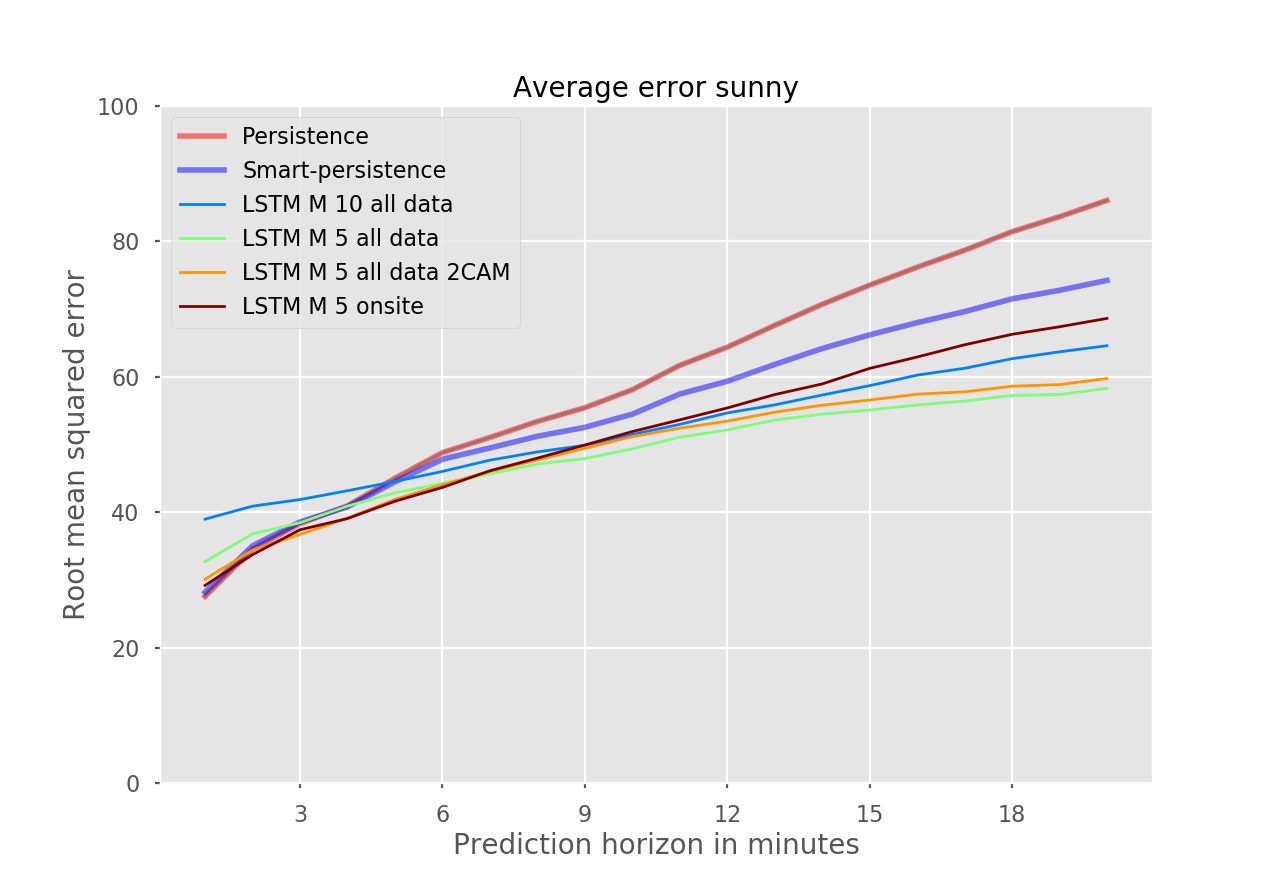 Average error sunny
100
80
60
40
20
0
Root mean squared error
Persistence
Smart-persistence
LSTM M 10 all data
LSTM M 5 all data
LSTM M 5 all data 2CAM
LSTM M 5 onsite
3 6 9 12 15 18
Prediction horizon in minutes